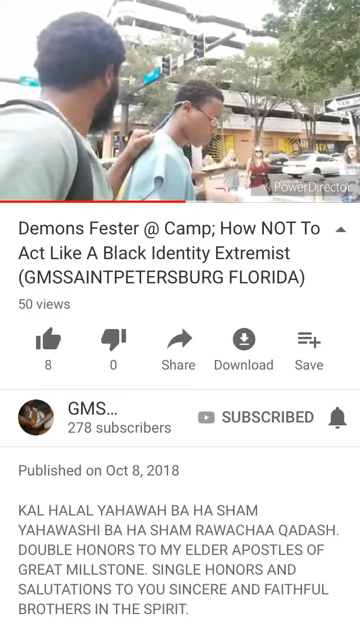 PowerDirector
Demons Fester @ Camp; How NOT To
Act Like A Black Identity Extremist
(GMSSAINTPETERSBURG FLORIDA)
50 views
8
0
Share
Download
Save
GMS...
278 subscribers
SUBSCRIBED
Published on Oct 8, 2018
KAL HALAL YAHAWAH BA HA SHAM
YAHAWASHI BA HA SHAM RAWACHAA QADASH.
DOUBLE HONORS TO MY ELDER APOSTLES OF
GREAT MILLSTONE. SINGLE HONORS AND
SALUTATIONS TO YOU SINCERE AND FAITHFUL
BROTHERS IN THE SPIRIT.